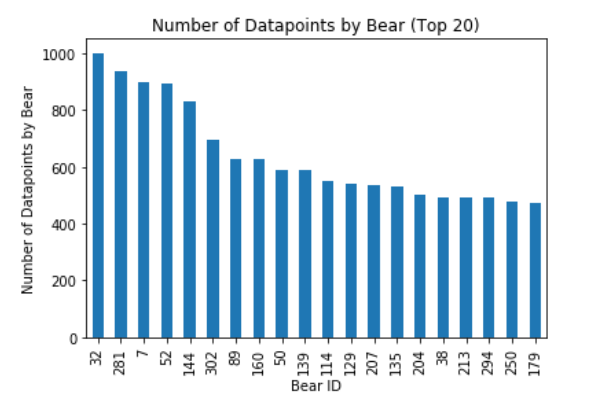 Number of Datapoints by Bear (Top 20)
Number of Datapoints by Bear
1000
800
600
400
200
0
32 281 7 52 144 302 89 160 50 139 114 129 207 135 204 38 213 294 250 179
Bear ID